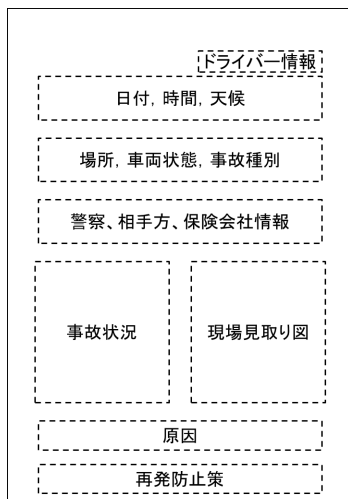 ドライバー情報
日付, 時間, 天候
場所, 車両状態, 事故種別
警察、相手方、保険会社情報
事故状況
現場見取り図
原因
再発防止策